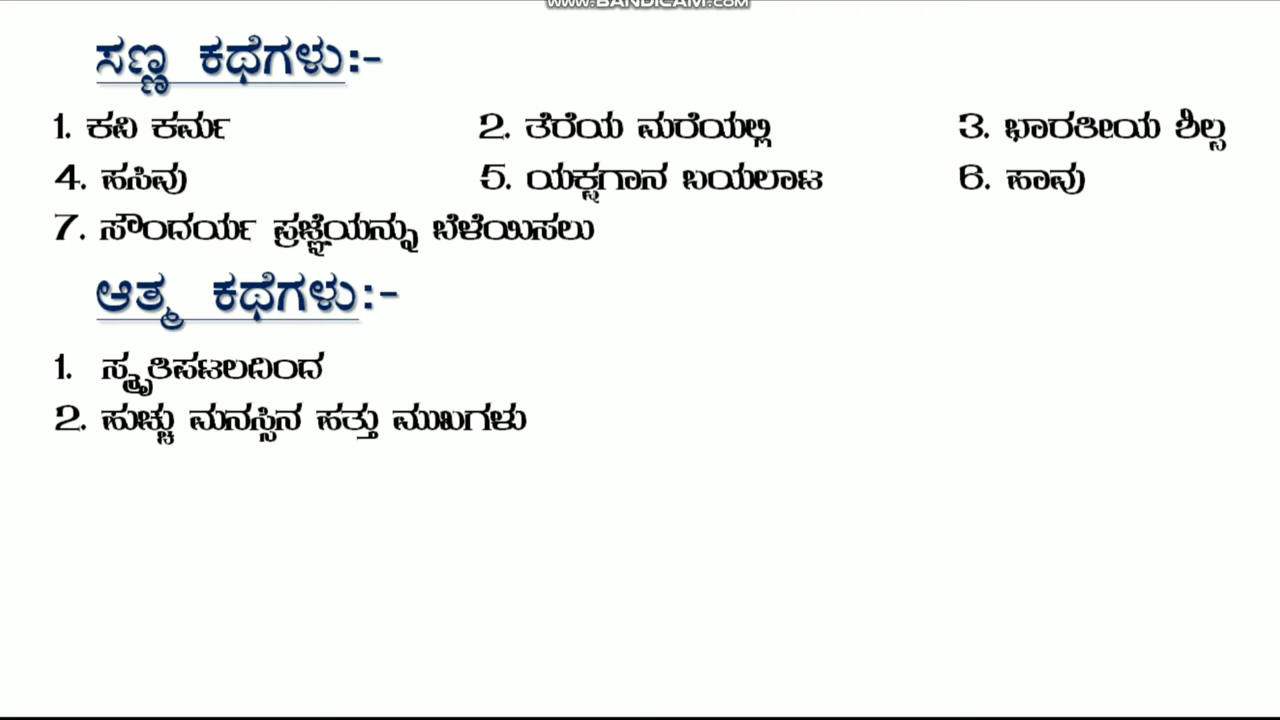 WWW.BANDICAM.COM
ಸಣ್ಣ ಕಥೆಗಳು:-
1. ಕವಿ ಕರ್ಮ 2. ತೆರೆಯ ಮರೆಯಲ್ಲಿ 3. ಭಾರತೀಯ ಶಿಲ್ಪ
4. ಹಸಿವು 5. ಯಕ್ಷಗಾನ ಬಯಲಾಟ 6. ಹಾವು
7. ಸೌಂದರ್ಯ ಪ್ರಜ್ಞೆಯನ್ನು ಬೆಳೆಯಿಸಲು
ಆತ್ಮ ಕಥೆಗಳು:-
1. ಸ್ಮೃತಿಪಟಲದಿಂದ
2. ಹುಚ್ಚು ಮನಸ್ಸಿನ ಹತ್ತು ಮುಖಗಳು